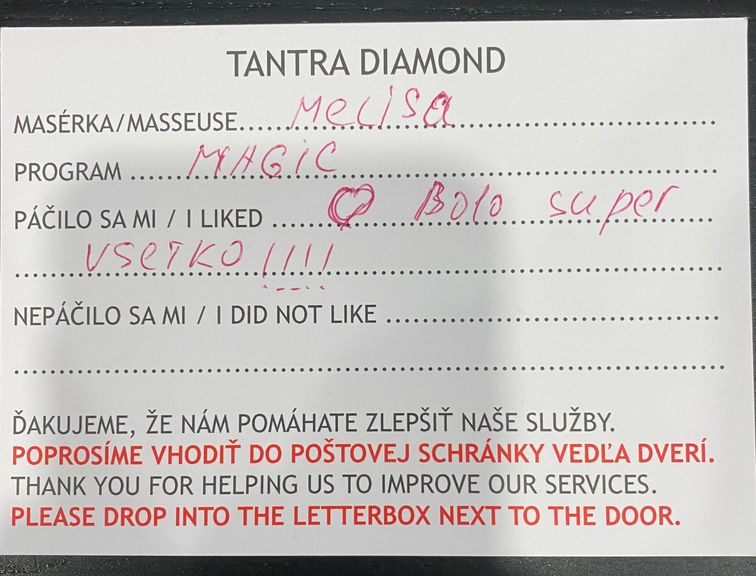 TANTRA DIAMOND
MASÉRKA/MASSEUSE....MELISA....
PROGRAM ....MAGIC....
PÁČILO SA MI / I LIKED ....♡ BOLO SUPER
VSETKO !!!!
NEPÁČILO SA MI / I DID NOT LIKE ....
ĎAKUJEME, ŽE NÁM POMÁHATE ZLEPŠIŤ NAŠE SLUŽBY.
POPROSÍME VHODIŤ DO POŠTOVEJ SCHRÁNKY VEDĽA DVERÍ.
THANK YOU FOR HELPING US TO IMPROVE OUR SERVICES.
PLEASE DROP INTO THE LETTERBOX NEXT TO THE DOOR.